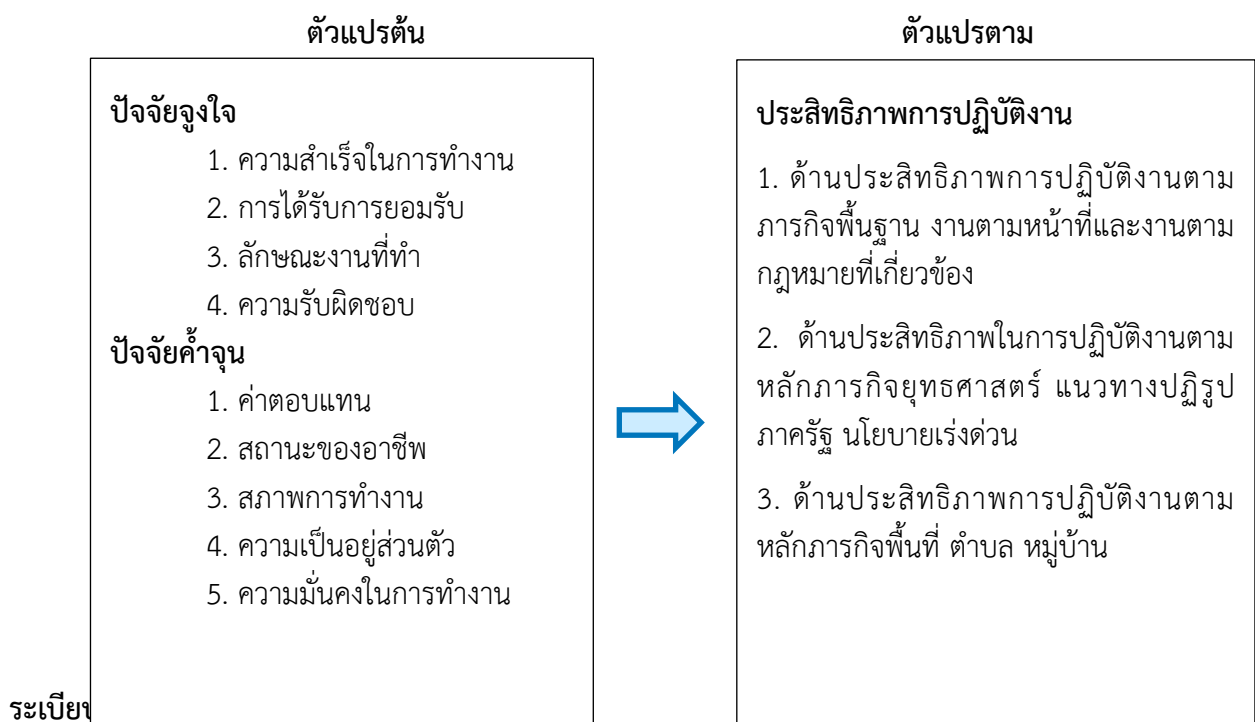 ตัวแปรต้น
ปัจจัยจูงใจ
1. ความสำเร็จในการทำงาน
2. การได้รับการยอมรับ
3. ลักษณะงานที่ทำ
4. ความรับผิดชอบ
ปัจจัยค้ำจุน
1. ค่าตอบแทน
2. สถานะของอาชีพ
3. สภาพการทำงาน
4. ความเป็นอยู่ส่วนตัว
5. ความมั่นคงในการทำงาน
ตัวแปรตาม
ประสิทธิภาพการปฏิบัติงาน
1. ด้านประสิทธิภาพการปฏิบัติงานตาม
ภารกิจพื้นฐาน งานตามหน้าที่และงานตาม
กฎหมายที่เกี่ยวข้อง
2. ด้านประสิทธิภาพในการปฏิบัติงานตาม
หลักภารกิจยุทธศาสตร์ แนวทางปฏิรูป
ภาครัฐ นโยบายเร่งด่วน
3. ด้านประสิทธิภาพการปฏิบัติงานตาม
หลักภารกิจพื้นที่ ตำบล หมู่บ้าน